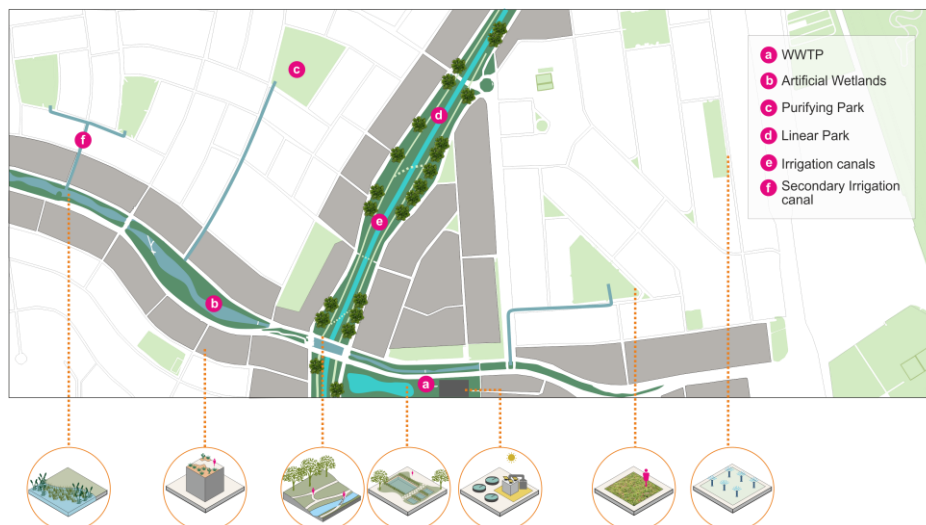 a WWTP
b Artificial Wetlands
c Purifying Park
d Linear Park
e Irrigation canals
f Secondary Irrigation
canal
c
d
f
e
b
a